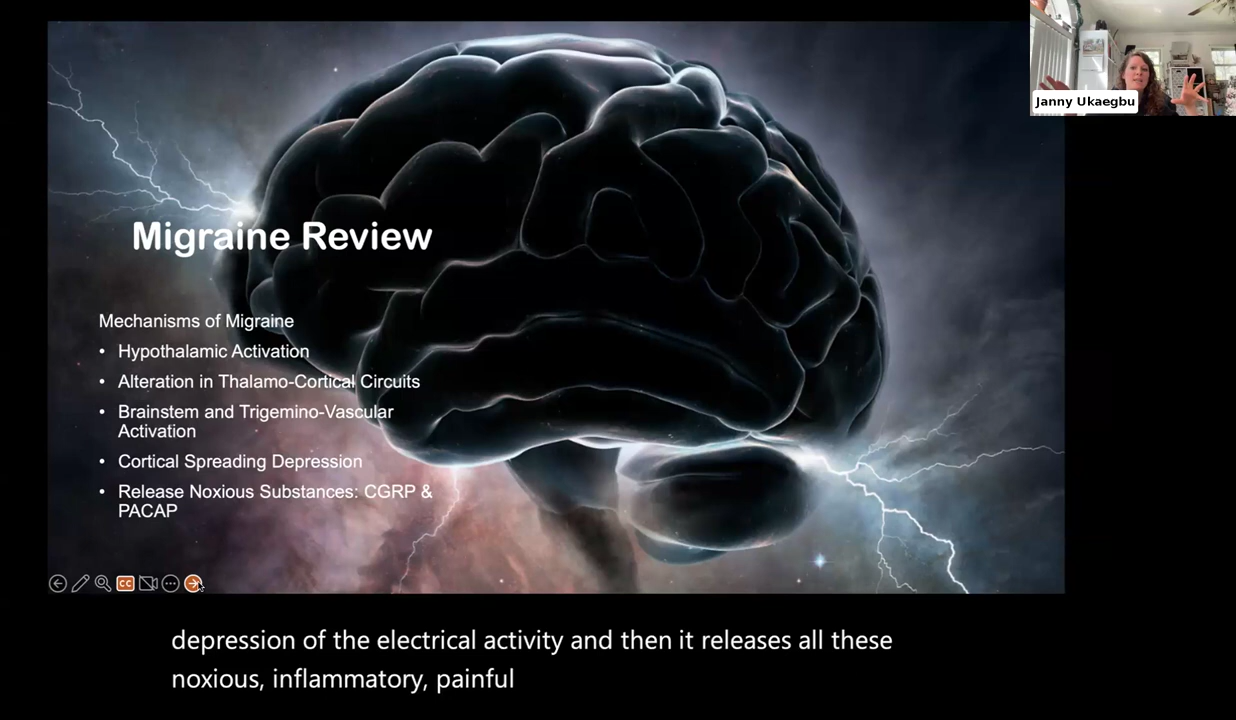 Janny Ukaegbu
Migraine Review
Mechanisms of Migraine
• Hypothalamic Activation
• Alteration in Thalamo-Cortical Circuits
• Brainstem and Trigemino-Vascular
Activation
• Cortical Spreading Depression
• Release Noxious Substances: CGRP &
PACAP
CC
depression of the electrical activity and then it releases all these
noxious, inflammatory, painful